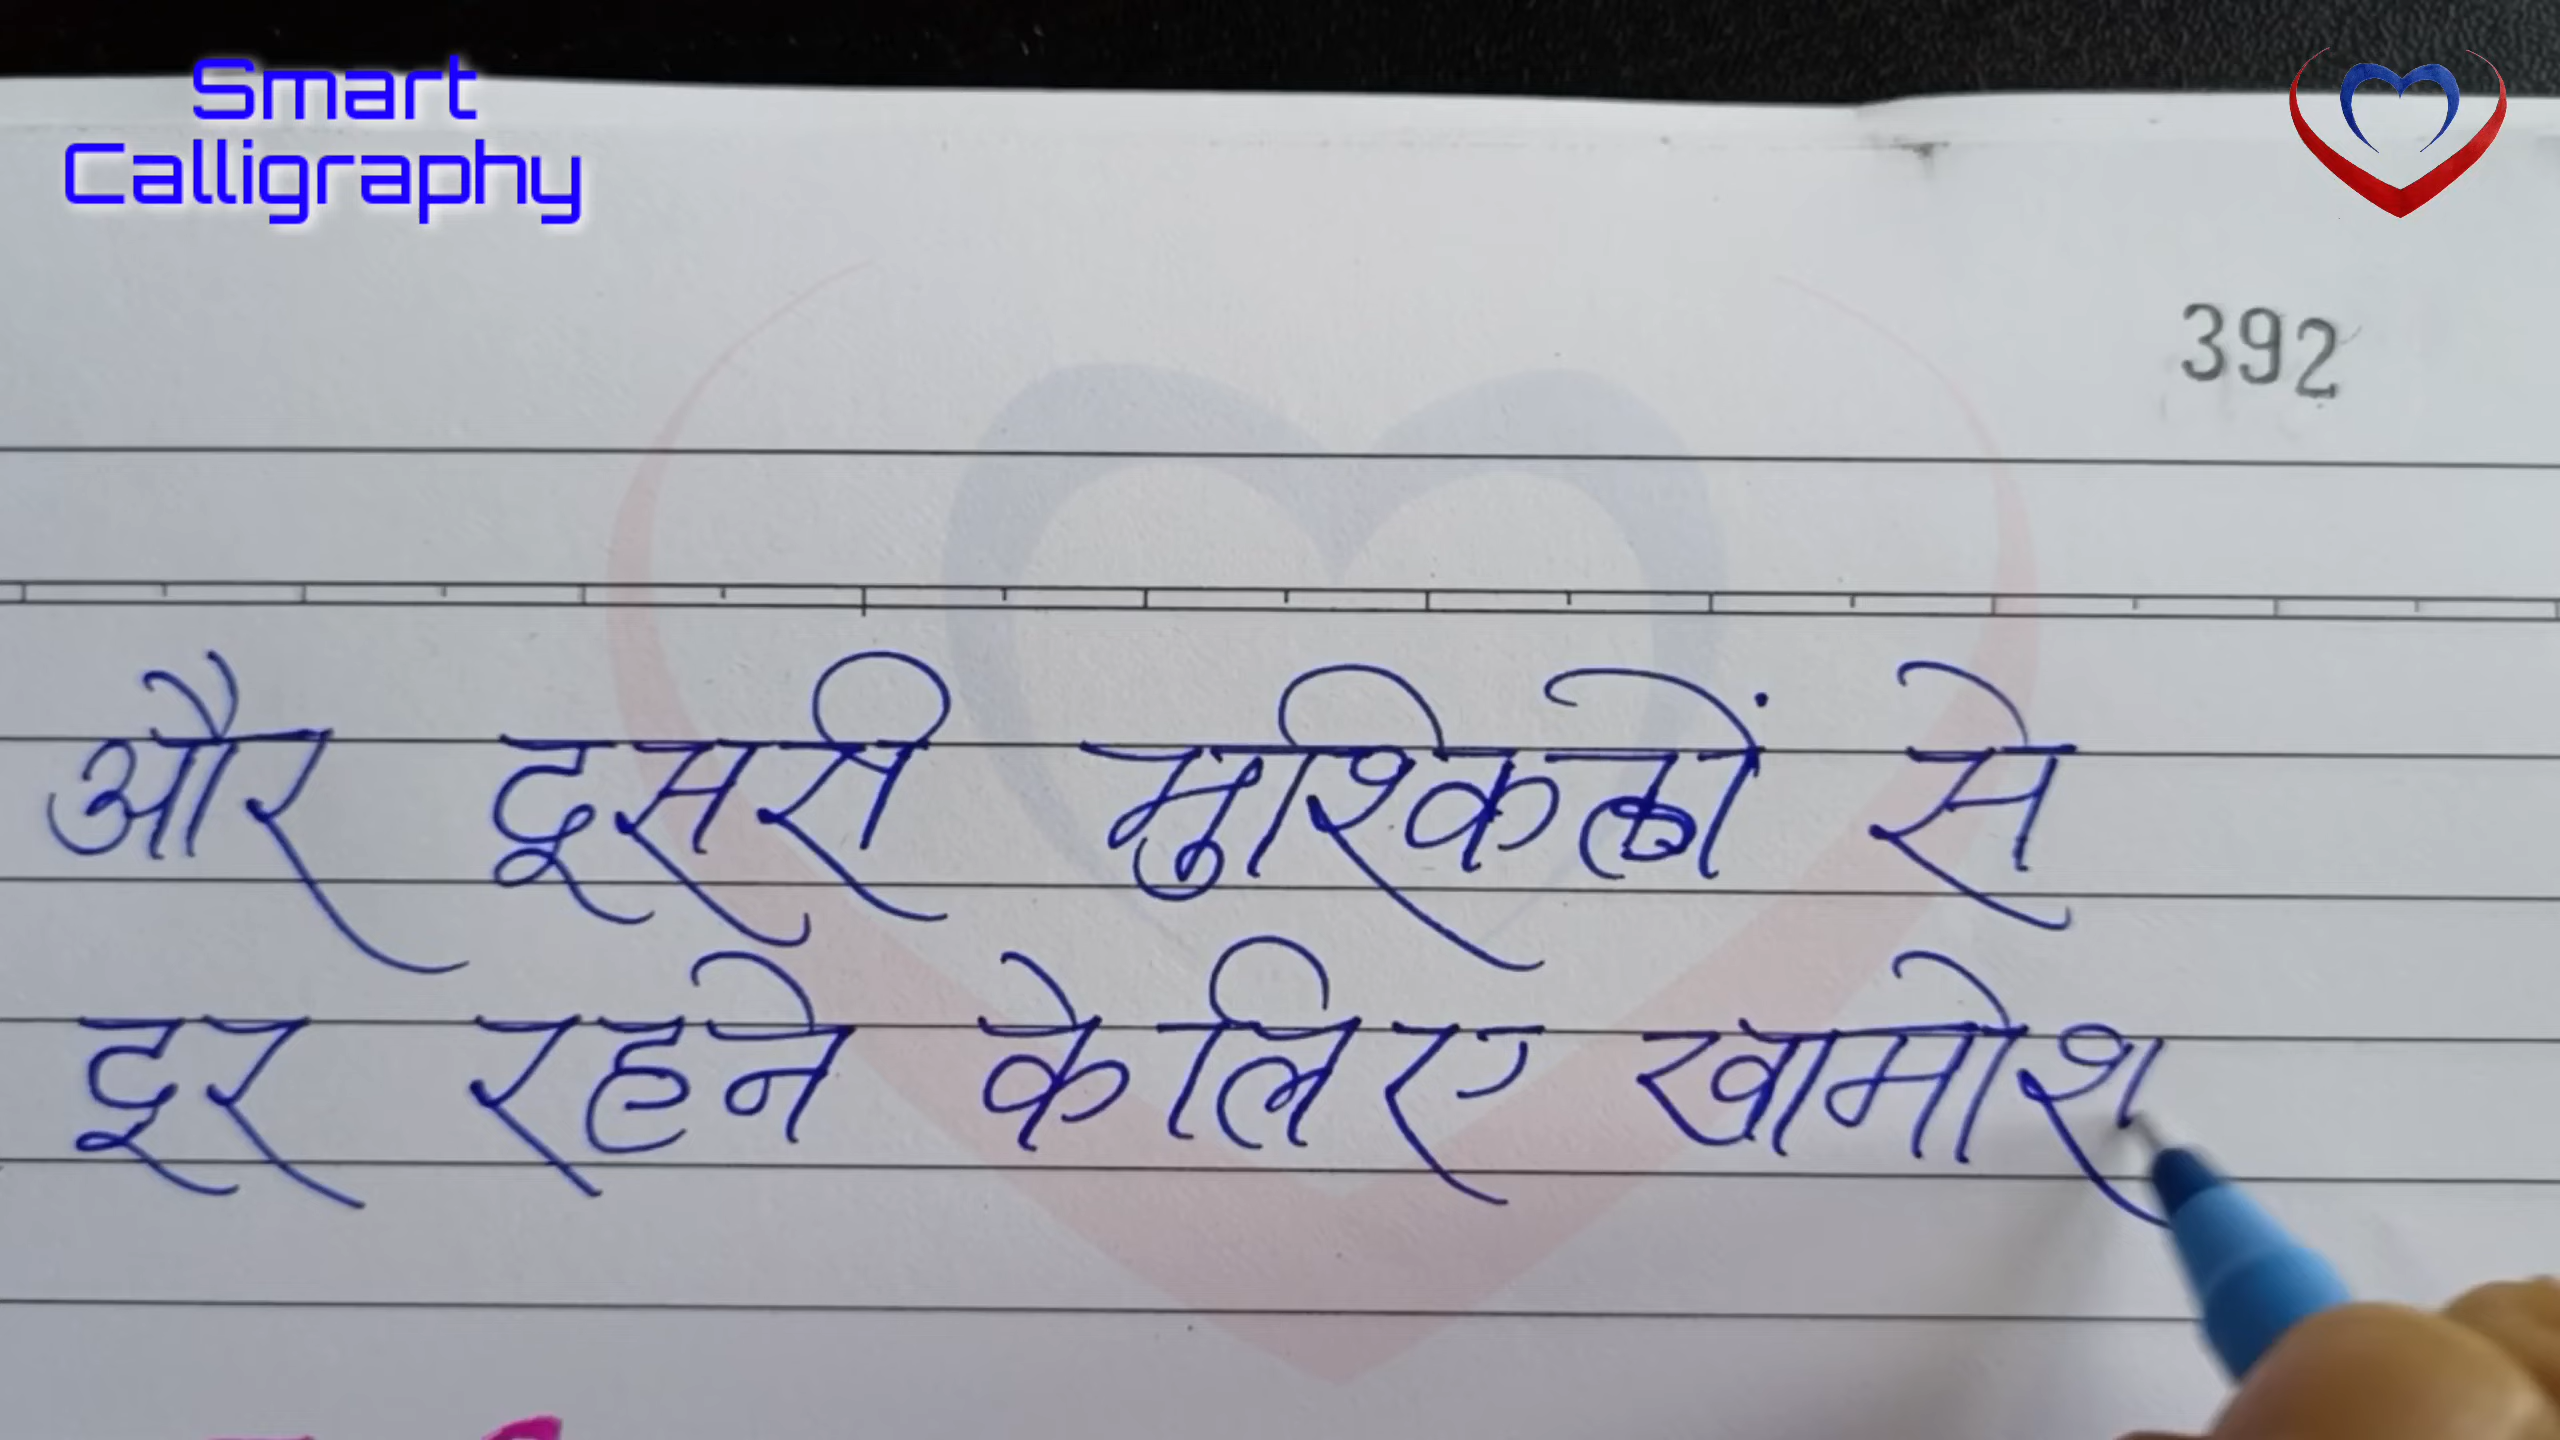 Smart
Calligraphy
392
और दूसरी मुश्किलों से
दूर रहने के लिए खामोश